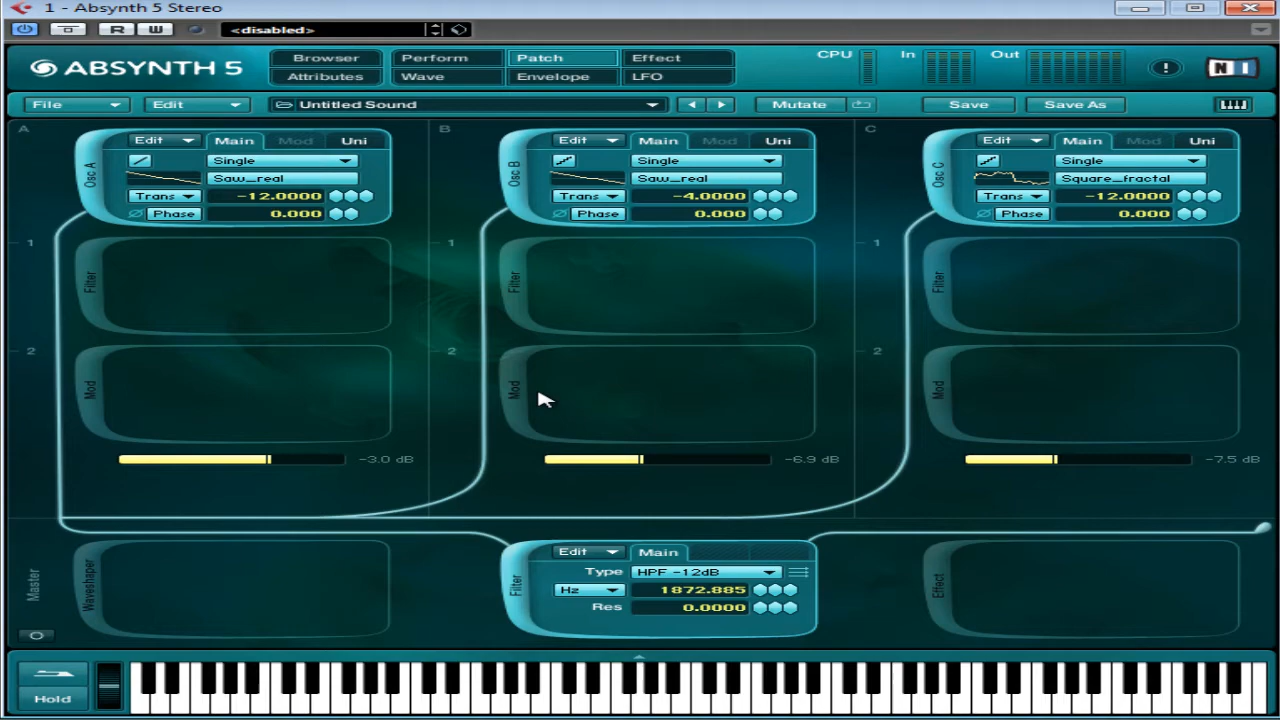 1 - Absynth 5 Stereo
R W <disabled>
ABSYNTH 5 Browser Perform Patch Effect CPU In Out ! NI
Attributes Wave Envelope LFO
File Edit Untitled Sound Mutate Save Save As
A B C
Osc A Edit Main Mod Uni
Single
Saw_real
Trans -12.0000
Phase 0.000
Osc B Edit Main Mod Uni
Single
Saw_real
Trans -4.0000
Phase 0.000
Osc C Edit Main Mod Uni
Single
Square_fractal
Trans -12.0000
Phase 0.000
1 Filter 1 Filter 1 Filter
2 Mod 2 Mod 2 Mod
-3.0 dB -6.9 dB -7.5 dB
Master Waveshaper
Filter Edit Main
Type HPF -12dB
Hz 1872.885
Res 0.0000
Effect
Hold